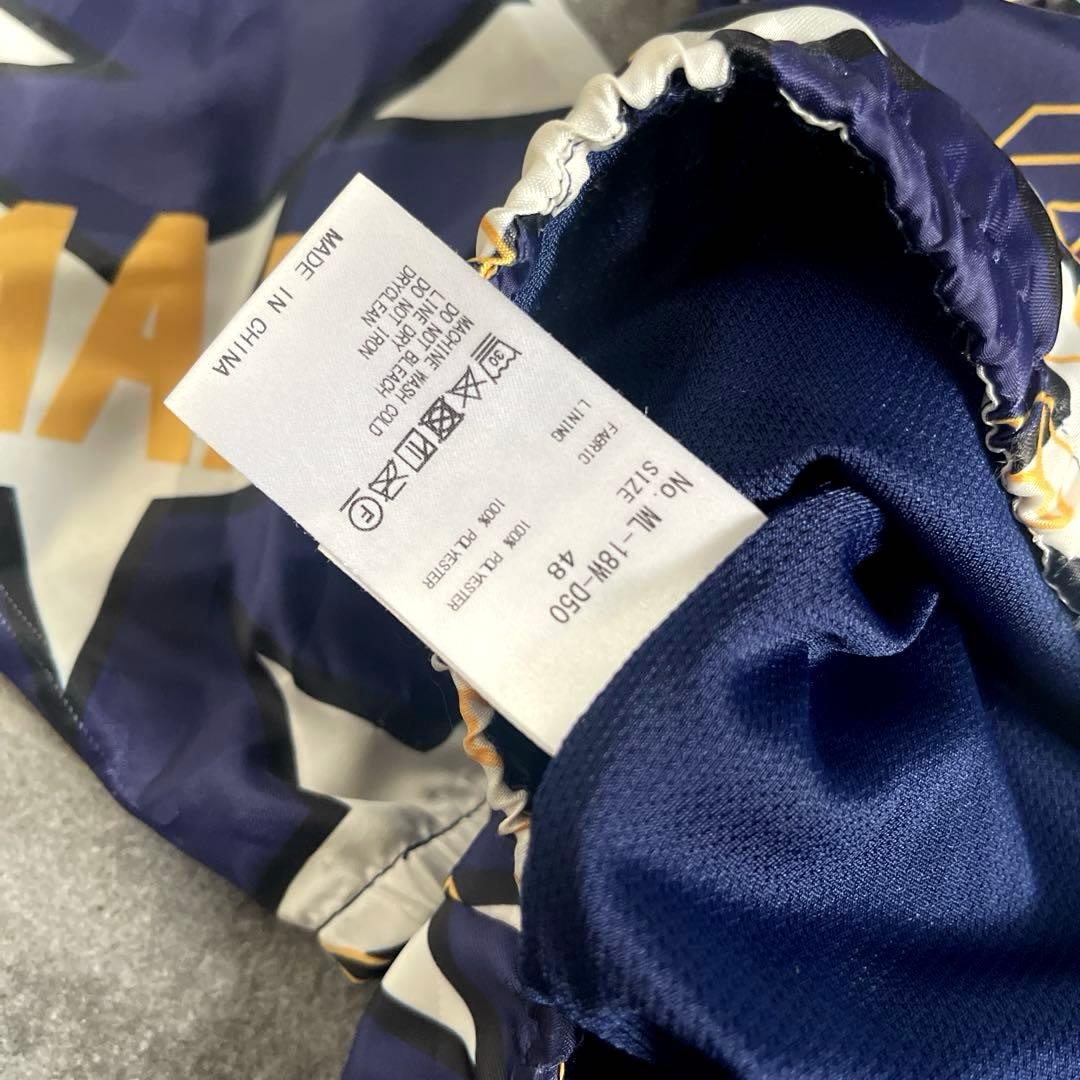 No. ML-18W-D50
SIZE 48
FABRIC 100% POLYESTER
LINING 100% POLYESTER
30
F
MACHINE WASH COLD
DO NOT BLEACH
LINE DRY
DO NOT IRON
DRYCLEAN
MADE IN CHINA